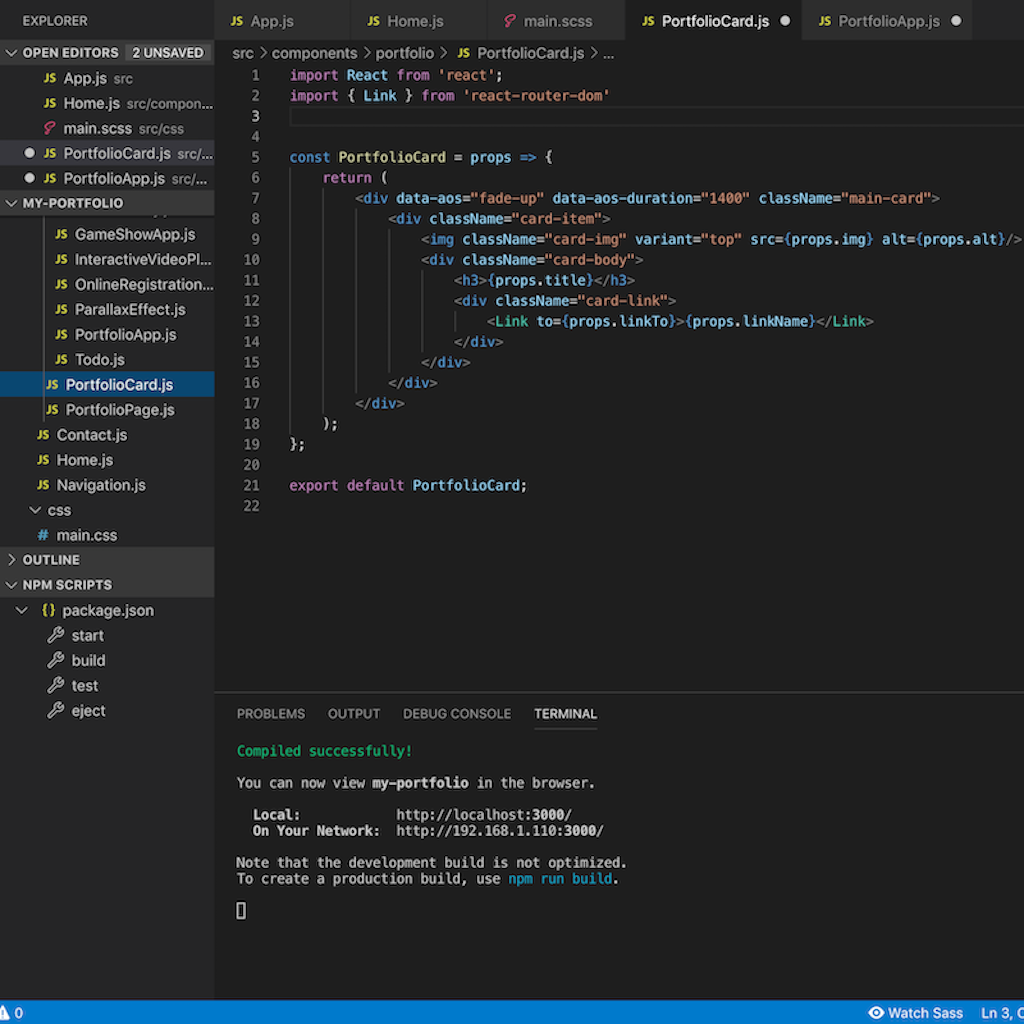 EXPLORER
JS App.js
JS Home.js
main.scss
JS PortfolioCard.js
JS PortfolioApp.js
OPEN EDITORS 2 UNSAVED
JS App.js src
JS Home.js src/compon...
main.scss src/css
JS PortfolioCard.js src/...
JS PortfolioApp.js src/...
MY-PORTFOLIO
JS GameShowApp.js
JS InteractiveVideoPl...
JS OnlineRegistration...
JS ParallaxEffect.js
JS PortfolioApp.js
JS Todo.js
JS PortfolioCard.js
JS PortfolioPage.js
JS Contact.js
JS Home.js
JS Navigation.js
css
# main.css
OUTLINE
NPM SCRIPTS
{} package.json
start
build
test
eject
src > components > portfolio > JS PortfolioCard.js > ...
1 import React from 'react';
2 import { Link } from 'react-router-dom'
3
4
5 const PortfolioCard = props => {
6 return (
7 <div data-aos="fade-up" data-aos-duration="1400" className="main-card">
8 <div className="card-item">
9 <img className="card-img" variant="top" src={props.img} alt={props.alt}/>
10 <div className="card-body">
11 <h3>{props.title}</h3>
12 <div className="card-link">
13 <Link to={props.linkTo}>{props.linkName}</Link>
14 </div>
15 </div>
16 </div>
17 </div>
18 );
19 };
20
21 export default PortfolioCard;
22
PROBLEMS OUTPUT DEBUG CONSOLE TERMINAL
Compiled successfully!
You can now view my-portfolio in the browser.
Local: http://localhost:3000/
On Your Network: http://192.168.1.110:3000/
Note that the development build is not optimized.
To create a production build, use npm run build.
0
Watch Sass
Ln 3, C